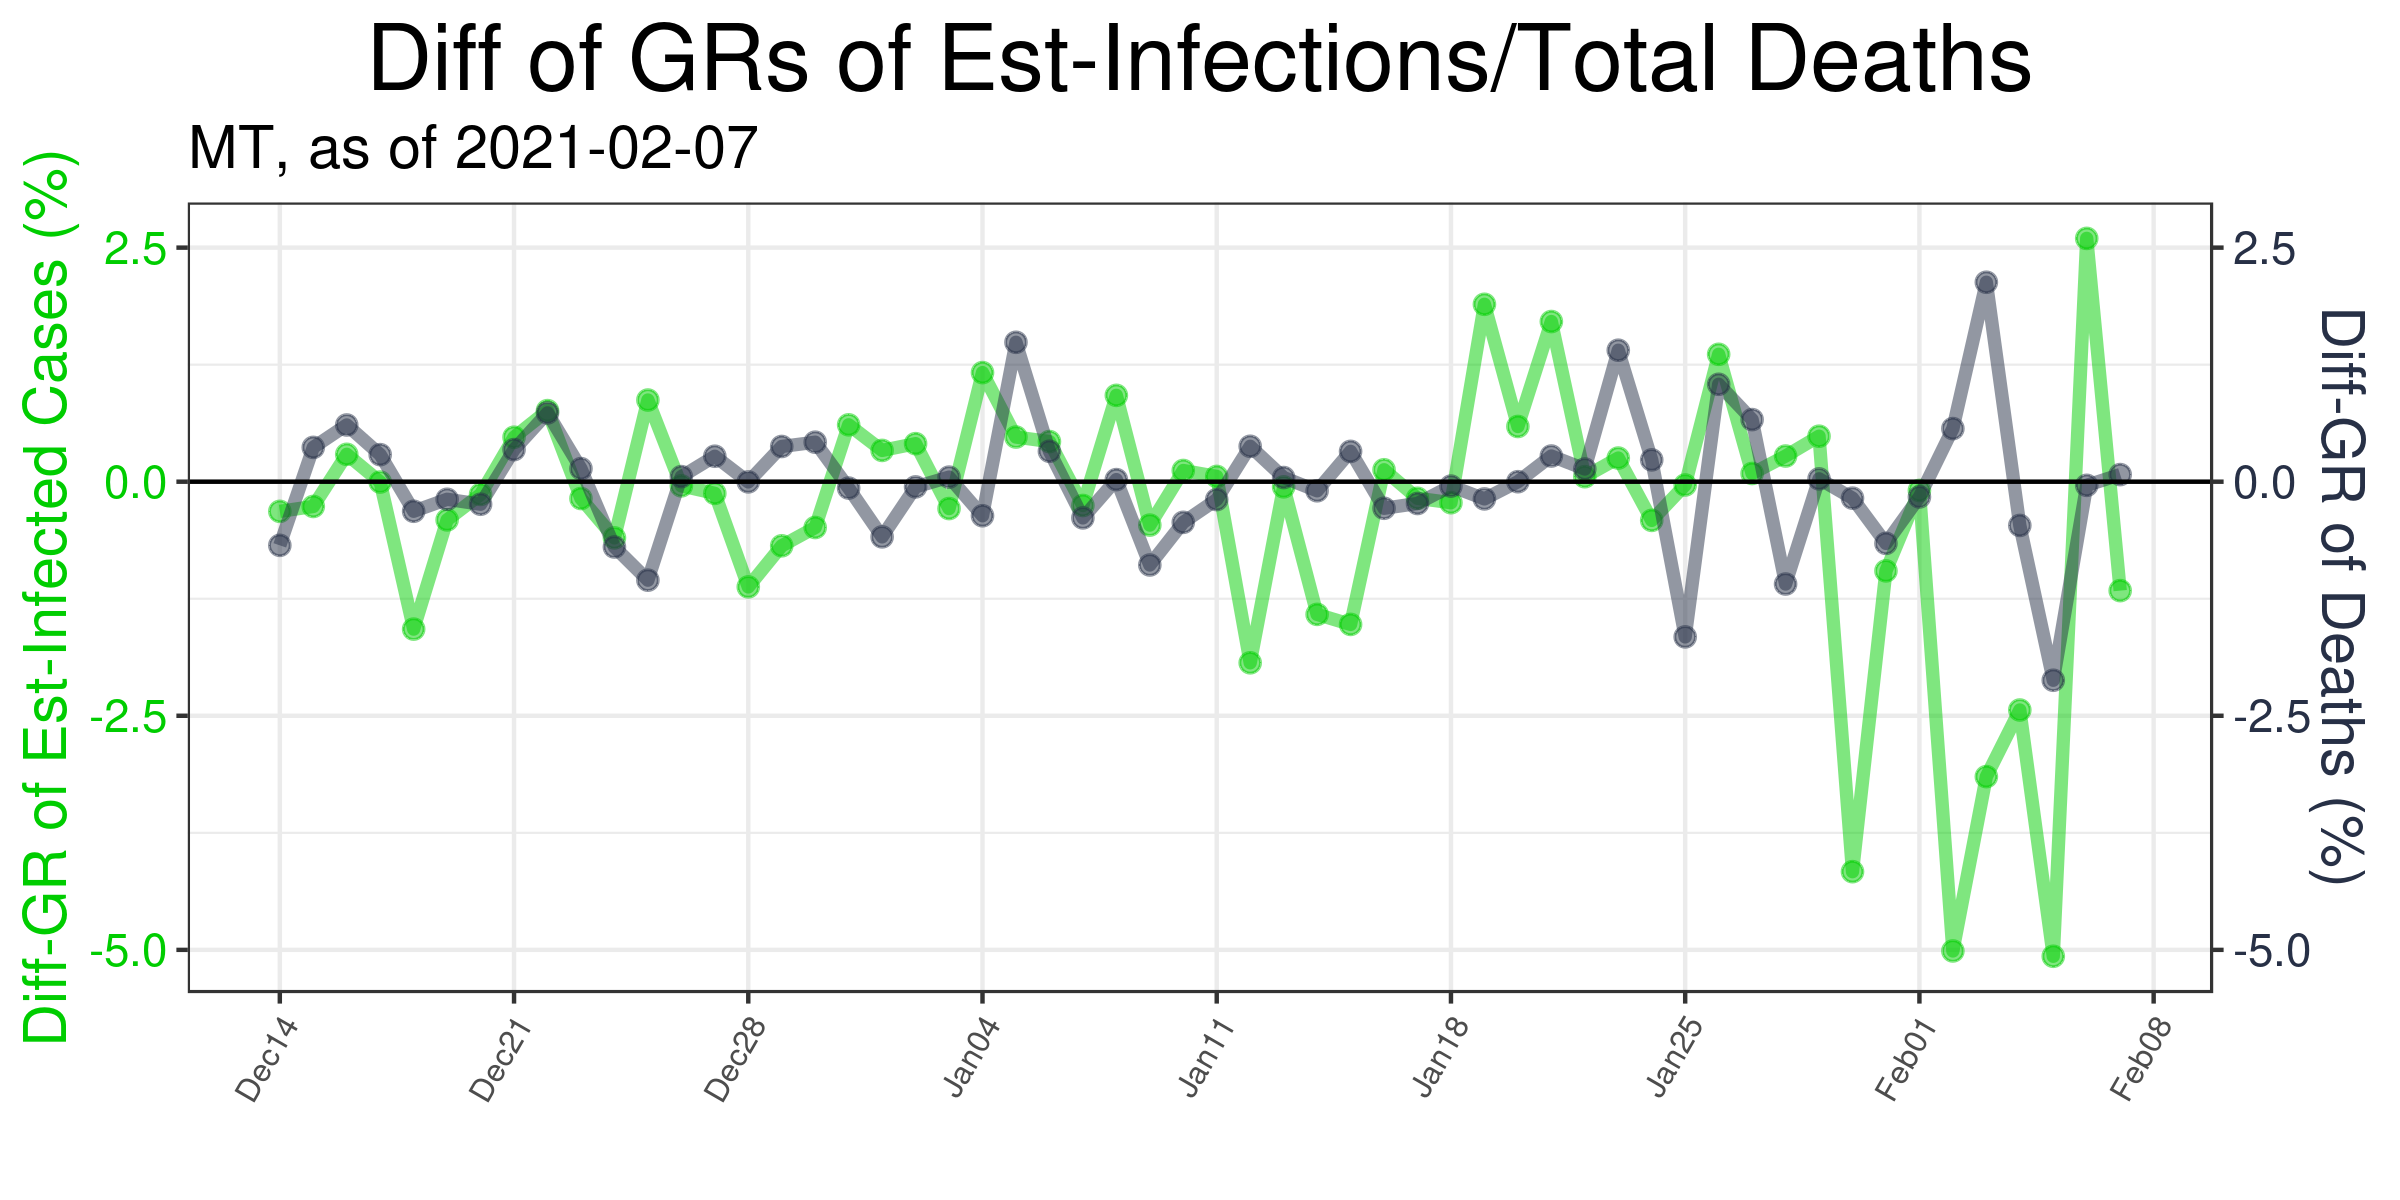 Diff of GRs of Est-Infections/Total Deaths
MT, as of 2021-02-07
Diff-GR of Est-Infected Cases (%)
2.5
0.0
-2.5
-5.0
2.5
0.0
-2.5
-5.0
Diff-GR of Deaths (%)
Dec14
Dec21
Dec28
Jan04
Jan11
Jan18
Jan25
Feb01
Feb08